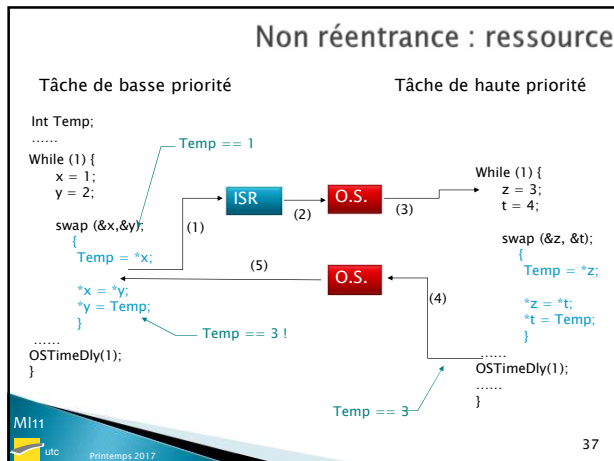 Non réentrance : ressource
Tâche de basse priorité
Tâche de haute priorité
Int Temp;
......
While (1) {
x = 1;
y = 2;
swap (&x,&y);
{
Temp = *x;
*x = *y;
*y = Temp;
}
......
OSTimeDly(1);
}
Temp == 1
(1)
ISR
(2)
O.S.
(3)
While (1) {
z = 3;
t = 4;
swap (&z, &t);
{
Temp = *z;
*z = *t;
*t = Temp;
}
......
OSTimeDly(1);
......
}
(4)
O.S.
(5)
Temp == 3 !
Temp == 3
MI11
utc
Printemps 2017
37